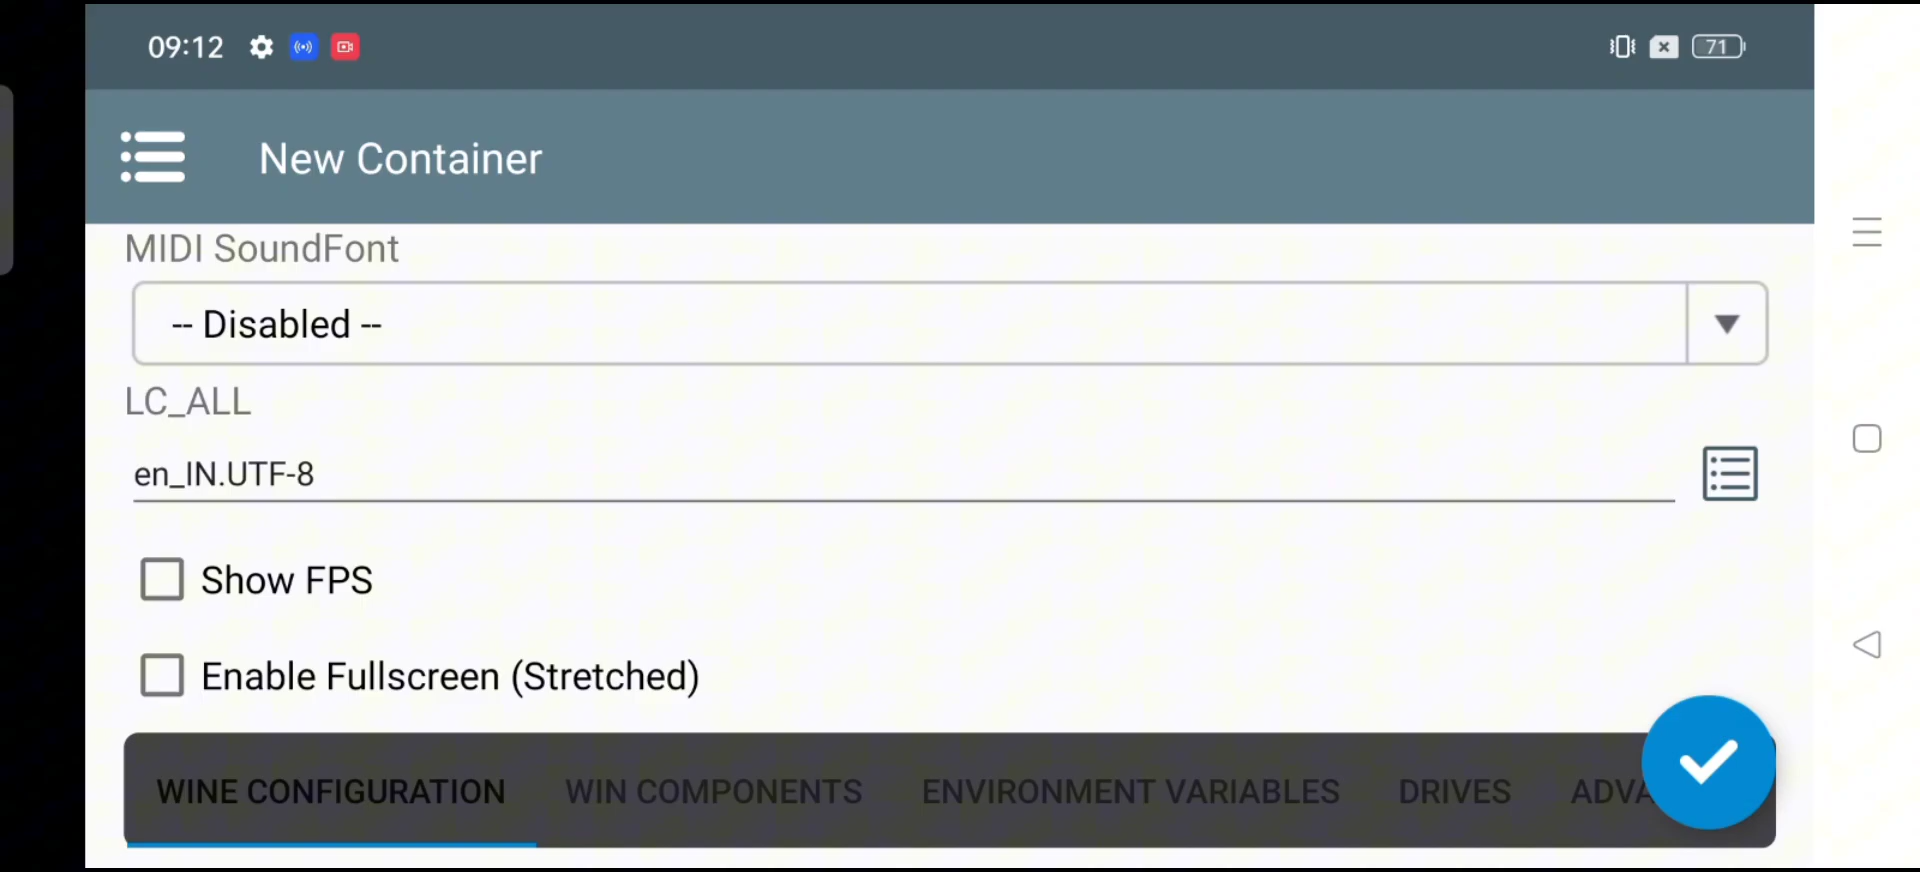 09:12
71
New Container
MIDI SoundFont
-- Disabled --
LC_ALL
en_IN.UTF-8
Show FPS
Enable Fullscreen (Stretched)
WINE CONFIGURATION WIN COMPONENTS ENVIRONMENT VARIABLES DRIVES ADVA